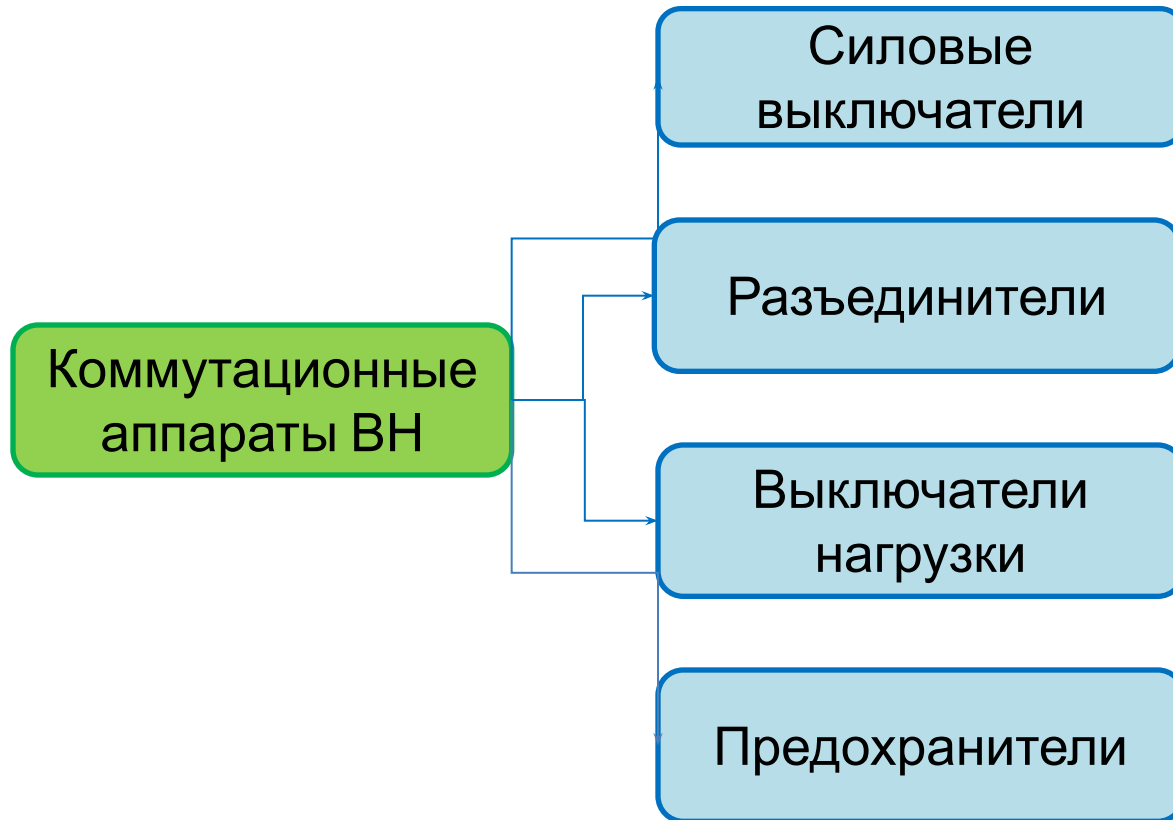 Силовые
выключатели
Разъединители
Коммутационные
аппараты ВН
Выключатели
нагрузки
Предохранители